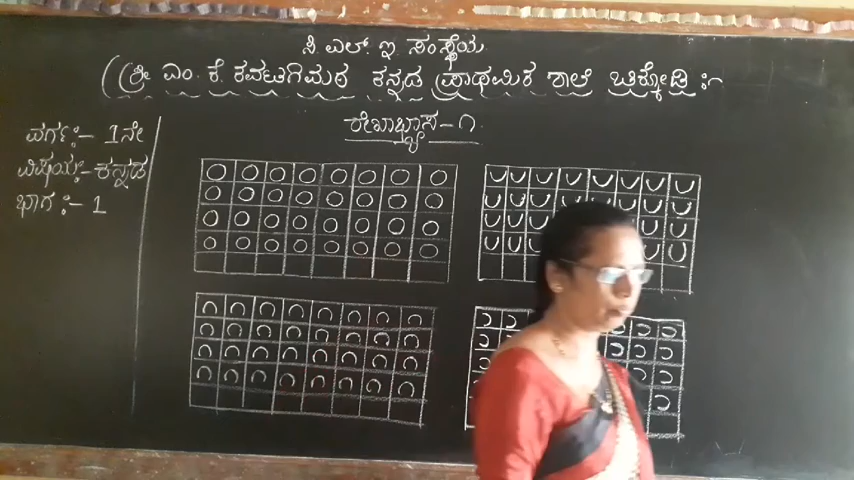 ಸಿ. ಎಲ್. ಇ ಸಂಸ್ಥೆಯ
ಶ್ರೀ ಎಂ. ಕೆ. ಕವಟಗಿಮಠ ಕನ್ನಡ ಪ್ರಾಥಮಿಕ ಶಾಲೆ ಚಿಕ್ಕೋಡಿ :-
ರೇಖಾಭ್ಯಾಸ - ೧
ವರ್ಗ :- 1ನೇ
ವಿಷಯ :- ಕನ್ನಡ
ಭಾಗ :- 1